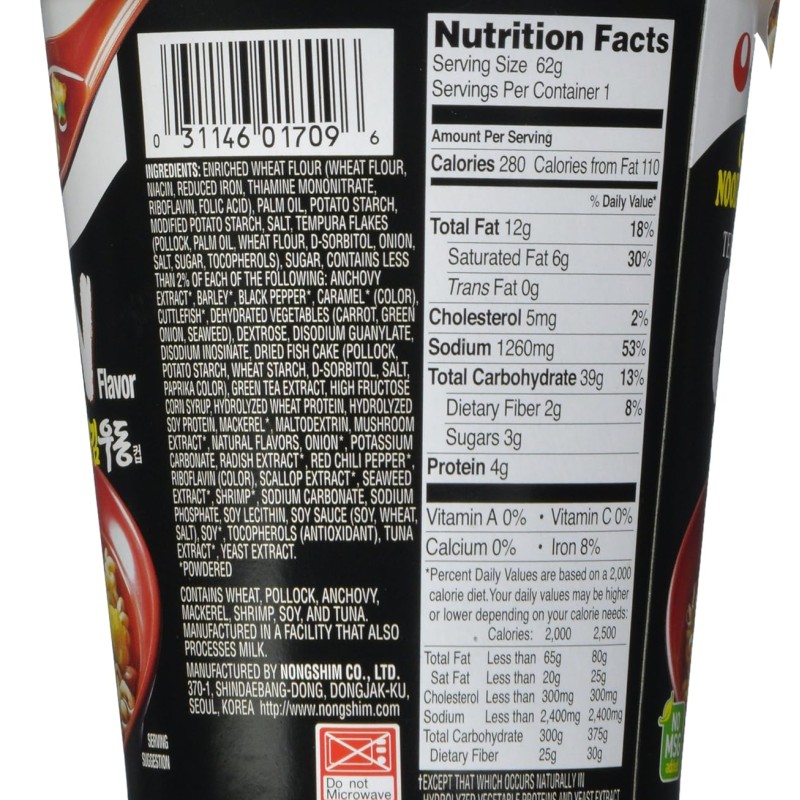 0 31146 01709 6
INGREDIENTS: ENRICHED WHEAT FLOUR (WHEAT FLOUR,
NIACIN, REDUCED IRON, THIAMINE MONONITRATE,
RIBOFLAVIN, FOLIC ACID), PALM OIL, POTATO STARCH,
MODIFIED POTATO STARCH, SALT, TEMPURA FLAKES
(POLLOCK, PALM OIL, WHEAT FLOUR, D-SORBITOL, ONION,
SALT, SUGAR, TOCOPHEROLS), SUGAR, CONTAINS LESS
THAN 2% OF EACH OF THE FOLLOWING: ANCHOVY
EXTRACT*, BARLEY*, BLACK PEPPER*, CARAMEL* (COLOR),
CUTTLEFISH*, DEHYDRATED VEGETABLES (CARROT, GREEN
ONION, SEAWEED), DEXTROSE, DISODIUM GUANYLATE,
DISODIUM INOSINATE, DRIED FISH CAKE (POLLOCK,
POTATO STARCH, WHEAT STARCH, D-SORBITOL, SALT,
PAPRIKA COLOR), GREEN TEA EXTRACT, HIGH FRUCTOSE
CORN SYRUP, HYDROLYZED WHEAT PROTEIN, HYDROLYZED
SOY PROTEIN, MACKEREL*, MALTODEXTRIN, MUSHROOM
EXTRACT*, NATURAL FLAVORS, ONION*, POTASSIUM
CARBONATE, RADISH EXTRACT*, RED CHILI PEPPER*,
RIBOFLAVIN (COLOR), SCALLOP EXTRACT*, SEAWEED
EXTRACT*, SHRIMP*, SODIUM CARBONATE, SODIUM
PHOSPHATE, SOY LECITHIN, SOY SAUCE (SOY, WHEAT,
SALT), SOY*, TOCOPHEROLS (ANTIOXIDANT), TUNA
EXTRACT*, YEAST EXTRACT.
*POWDERED
CONTAINS WHEAT, POLLOCK, ANCHOVY,
MACKEREL, SHRIMP, SOY, AND TUNA.
MANUFACTURED IN A FACILITY THAT ALSO
PROCESSES MILK.
MANUFACTURED BY NONGSHIM CO., LTD.
370-1, SHINDAEBANG-DONG, DONGJAK-KU,
SEOUL, KOREA http://www.nongshim.com
Do not
Microwave
Flavor
우동
컵
SERVING
SUGGESTION
Nutrition Facts
Serving Size 62g
Servings Per Container 1
Amount Per Serving
Calories 280 Calories from Fat 110
% Daily Value*
Total Fat 12g 18%
Saturated Fat 6g 30%
Trans Fat 0g
Cholesterol 5mg 2%
Sodium 1260mg 53%
Total Carbohydrate 39g 13%
Dietary Fiber 2g 8%
Sugars 3g
Protein 4g
Vitamin A 0% • Vitamin C 0%
Calcium 0% • Iron 8%
*Percent Daily Values are based on a 2,000
calorie diet. Your daily values may be higher
or lower depending on your calorie needs:
Calories: 2,000 2,500
Total Fat Less than 65g 80g
Sat Fat Less than 20g 25g
Cholesterol Less than 300mg 300mg
Sodium Less than 2,400mg 2,400mg
Total Carbohydrate 300g 375g
Dietary Fiber 25g 30g
†EXCEPT THAT WHICH OCCURS NATURALLY IN
HYDROLYZED VEGETABLE PROTEINS AND YEAST EXTRACT
NO
MSG